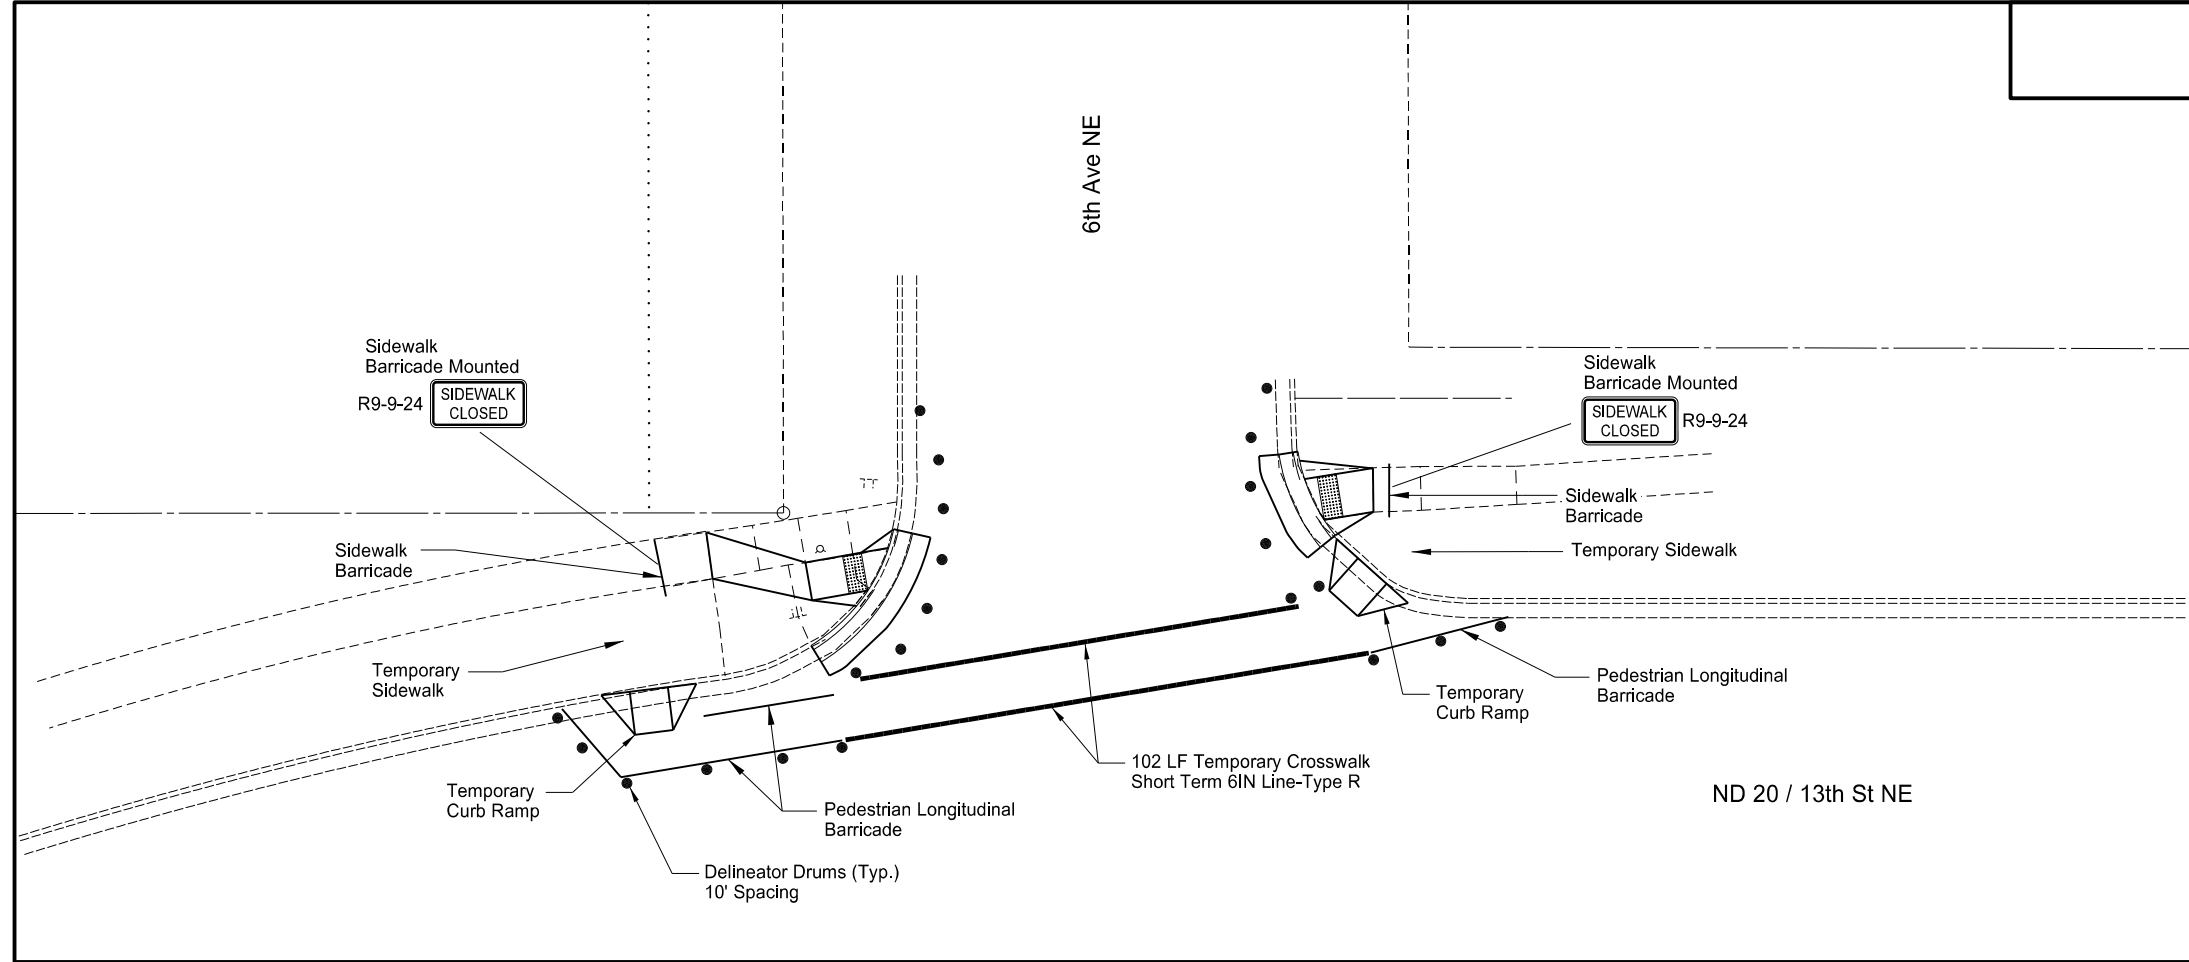 6th Ave NE
Sidewalk
Barricade Mounted
R9-9-24
SIDEWALK
CLOSED
Sidewalk
Barricade Mounted
SIDEWALK
CLOSED
R9-9-24
Sidewalk
Barricade
Sidewalk
Barricade
Temporary Sidewalk
Temporary
Sidewalk
Pedestrian Longitudinal
Barricade
Temporary
Curb Ramp
102 LF Temporary Crosswalk
Short Term 6IN Line-Type R
Temporary
Curb Ramp
Pedestrian Longitudinal
Barricade
ND 20 / 13th St NE
Delineator Drums (Typ.)
10' Spacing